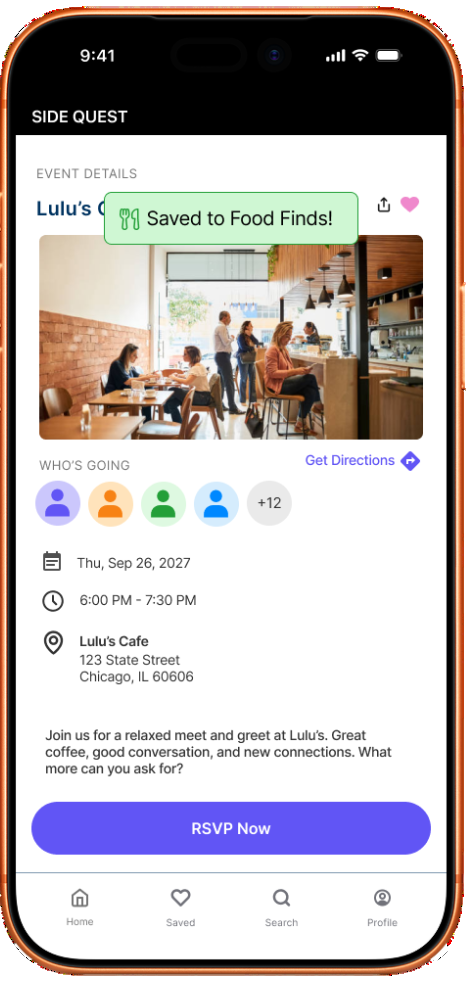 9:41
SIDE QUEST
EVENT DETAILS
Lulu’s
Saved to Food Finds!
WHO'S GOING
Get Directions
+12
Thu, Sep 26, 2027
6:00 PM - 7:30 PM
Lulu’s Cafe
123 State Street
Chicago, IL 60606
Join us for a relaxed meet and greet at Lulu’s. Great
coffee, good conversation, and new connections. What
more can you ask for?
RSVP Now
Home
Saved
Search
Profile